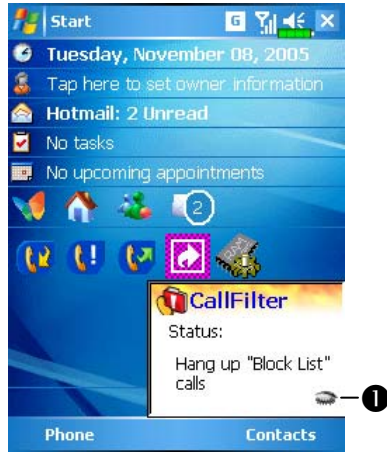 Start
G
Tuesday, November 08, 2005
Tap here to set owner information
Hotmail: 2 Unread
No tasks
No upcoming appointments
2
RAM
CallFilter
Status:
Hang up "Block List"
calls
1
Phone Contacts